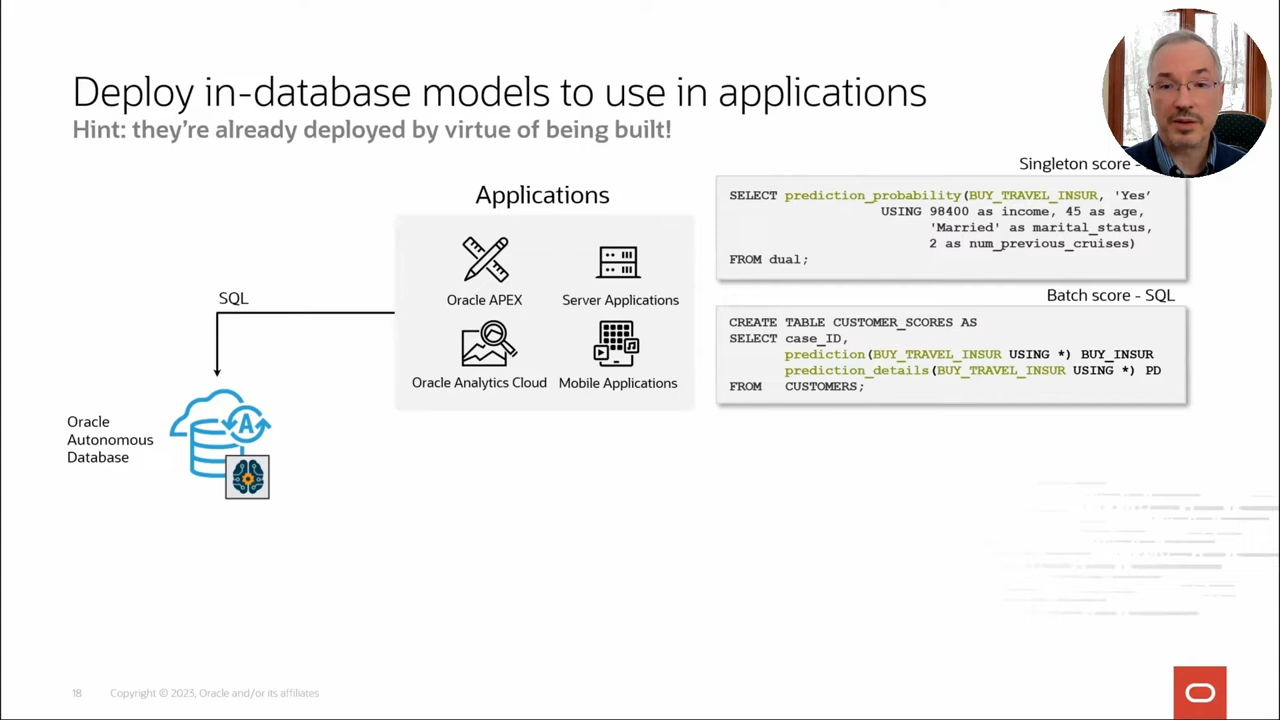 Deploy in-database models to use in applications
Hint: they're already deployed by virtue of being built!
Applications
Oracle APEX
Server Applications
Oracle Analytics Cloud
Mobile Applications
SQL
Oracle
Autonomous
Database
A
Singleton score -
SELECT prediction_probability(BUY_TRAVEL_INSUR, 'Yes'
USING 98400 as income, 45 as age,
'Married' as marital_status,
2 as num_previous_cruises)
FROM dual;
Batch score - SQL
CREATE TABLE CUSTOMER_SCORES AS
SELECT case_ID,
prediction(BUY_TRAVEL_INSUR USING *) BUY_INSUR
prediction_details(BUY_TRAVEL_INSUR USING *) PD
FROM CUSTOMERS;
18 Copyright © 2023, Oracle and/or its affiliates